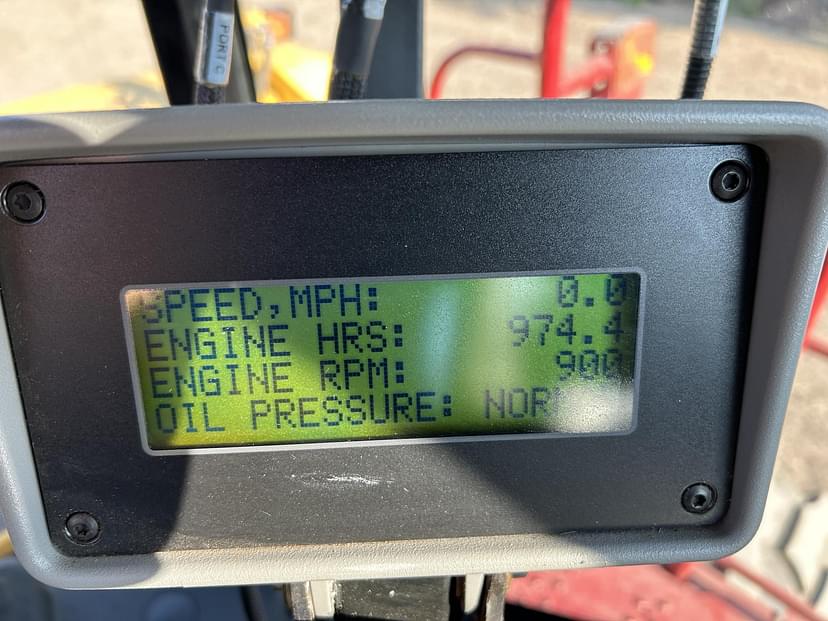 PORT C
SPEED,MPH: 0.0
ENGINE HRS: 974.4
ENGINE RPM: 900
OIL PRESSURE: